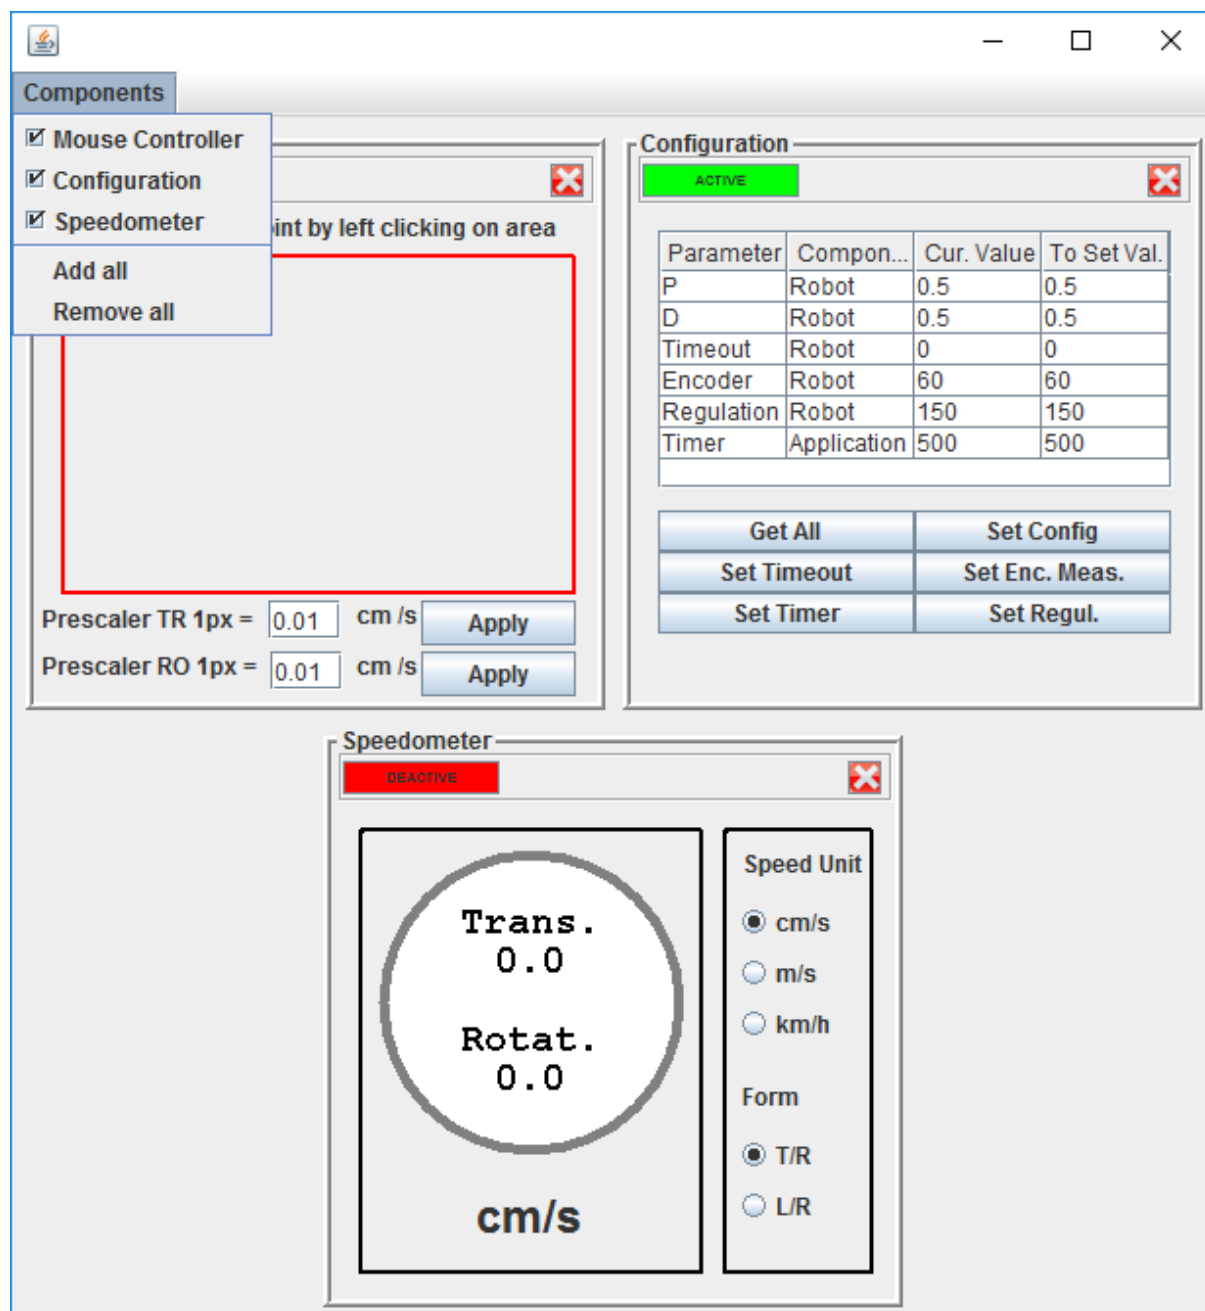 Components
Mouse Controller
Configuration
Speedometer
Add all
Remove all
int by left clicking on area
Prescaler TR 1px = 0.01 cm /s Apply
Prescaler RO 1px = 0.01 cm /s Apply
Configuration
ACTIVE
Parameter Compon... Cur. Value To Set Val.
P Robot 0.5 0.5
D Robot 0.5 0.5
Timeout Robot 0 0
Encoder Robot 60 60
Regulation Robot 150 150
Timer Application 500 500
Get All Set Config
Set Timeout Set Enc. Meas.
Set Timer Set Regul.
Speedometer
DEACTIVE
Trans.
0.0
Rotat.
0.0
cm/s
Speed Unit
cm/s
m/s
km/h
Form
T/R
L/R